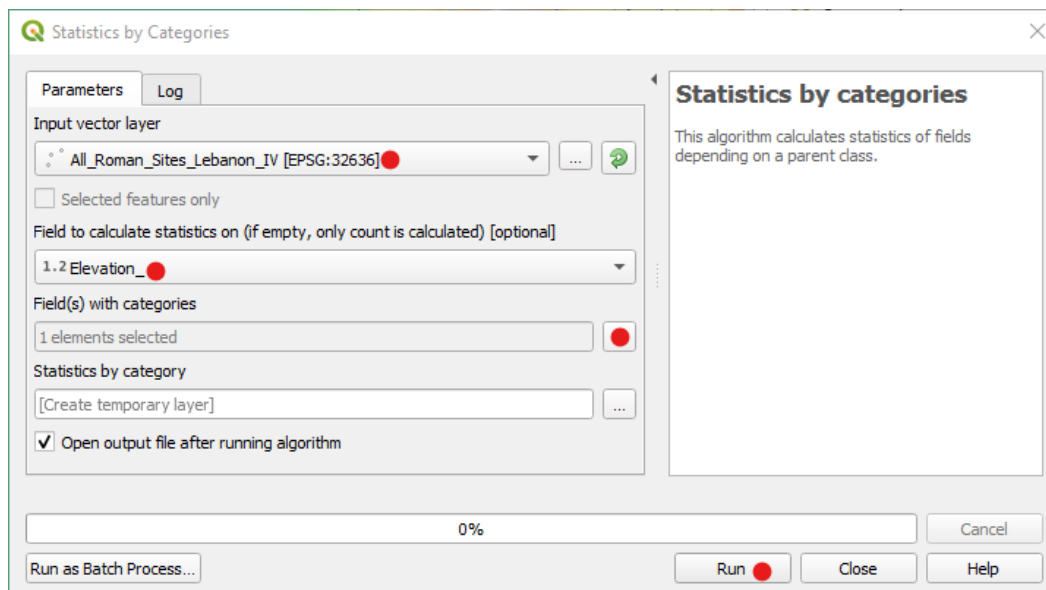 Statistics by Categories
Parameters
Log
Input vector layer
All_Roman_Sites_Lebanon_IV [EPSG:32636]
...
Selected features only
Field to calculate statistics on (if empty, only count is calculated) [optional]
1.2 Elevation_
Field(s) with categories
1 elements selected
Statistics by category
[Create temporary layer]
...
Open output file after running algorithm
Statistics by categories
This algorithm calculates statistics of fields
depending on a parent class.
0%
Cancel
Run as Batch Process...
Run
Close
Help